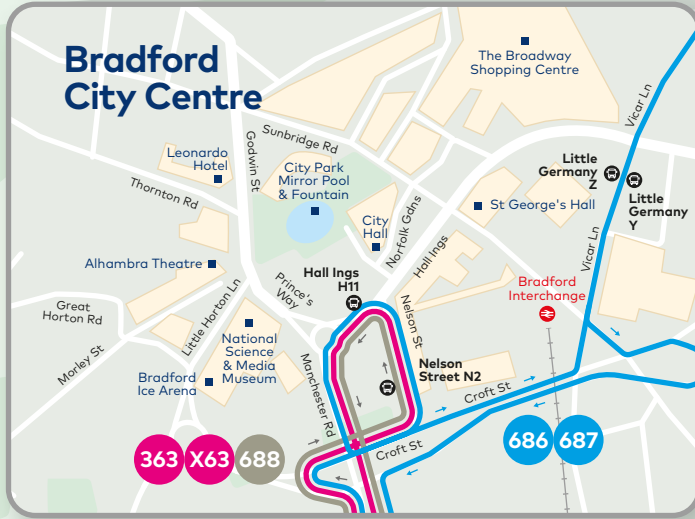 Bradford
City Centre
The Broadway
Shopping Centre
Vicar Ln
Sunbridge Rd
Godwin St
Leonardo
Hotel
City Park
Mirror Pool
& Fountain
Little
Germany
Z
Little
Germany
Y
Thornton Rd
City
Hall
Norfolk Gdns
St George's Hall
Hall Ings
Vicar Ln
Alhambra Theatre
Hall Ings
H11
Prince's
Way
Bradford
Interchange
Great
Horton Rd
Little Horton Ln
Nelson St
Morley St
National
Science
& Media
Museum
Bradford
Ice Arena
Manchester Rd
Nelson
Street N2
Croft St
Croft St
363
X63
688
686
687